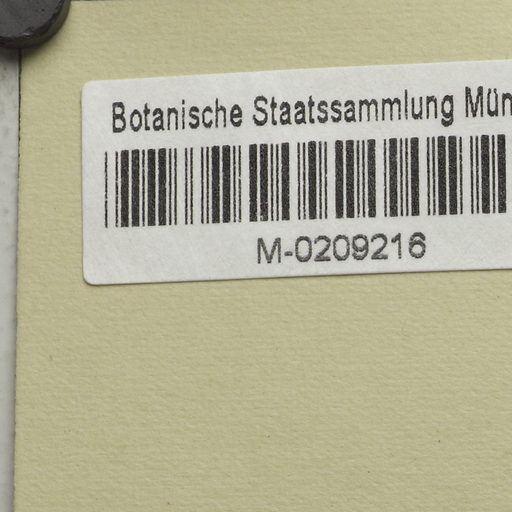 Botanische Staatssammlung Mün
M-0209216